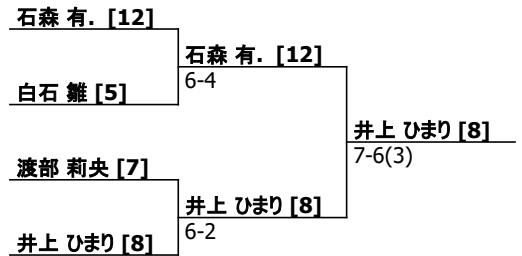 石森 有. [12]
石森 有. [12]
6-4
白石 雛 [5]
井上 ひまり [8]
7-6(3)
渡部 莉央 [7]
井上 ひまり [8]
6-2
井上 ひまり [8]